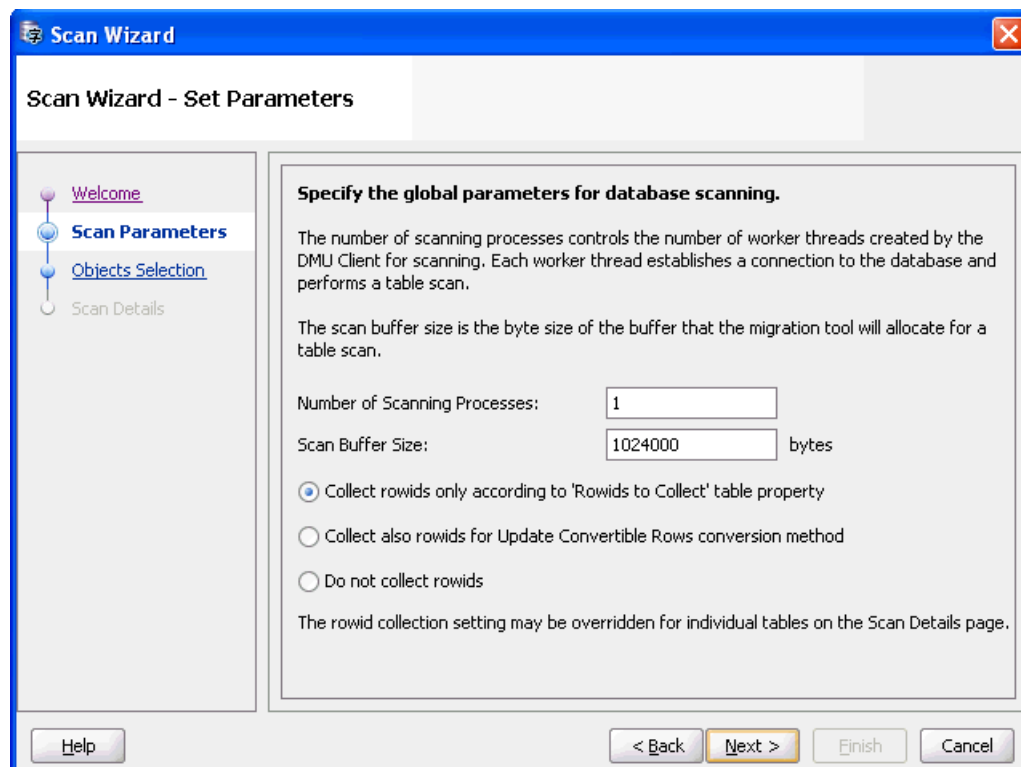 Scan Wizard
Scan Wizard - Set Parameters
Welcome
Scan Parameters
Objects Selection
Scan Details
Specify the global parameters for database scanning.
The number of scanning processes controls the number of worker threads created by the
DMU Client for scanning. Each worker thread establishes a connection to the database and
performs a table scan.
The scan buffer size is the byte size of the buffer that the migration tool will allocate for a
table scan.
Number of Scanning Processes: 1
Scan Buffer Size: 1024000 bytes
Collect rowids only according to 'Rowids to Collect' table property
Collect also rowids for Update Convertible Rows conversion method
Do not collect rowids
The rowid collection setting may be overridden for individual tables on the Scan Details page.
Help < Back Next > Finish Cancel